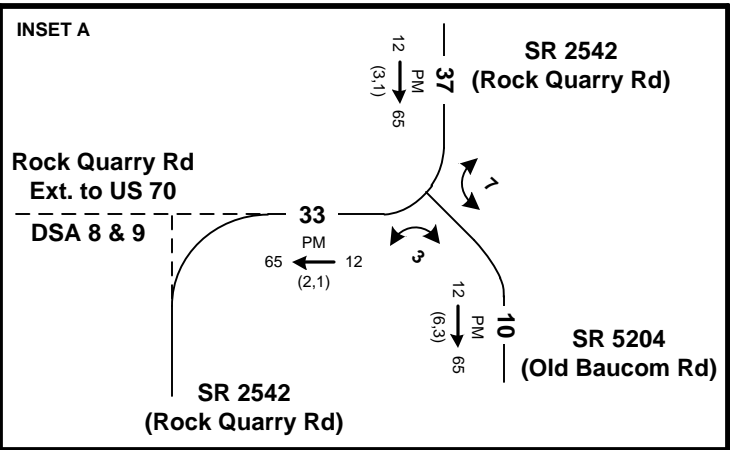 INSET A
12
PM
(3,1)
65
37
SR 2542
(Rock Quarry Rd)
Rock Quarry Rd
Ext. to US 70
DSA 8 & 9
33
PM
65
12
(2,1)
7
3
12
PM
(6,3)
65
10
SR 5204
(Old Baucom Rd)
SR 2542
(Rock Quarry Rd)